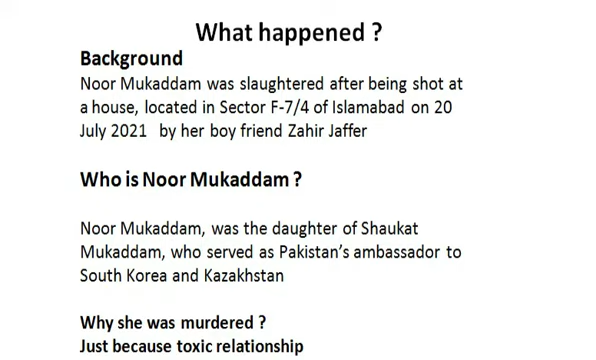 What happened ?
Background
Noor Mukaddam was slaughtered after being shot at
a house, located in Sector F-7/4 of Islamabad on 20
July 2021 by her boy friend Zahir Jaffer
Who is Noor Mukaddam ?
Noor Mukaddam, was the daughter of Shaukat
Mukaddam, who served as Pakistan's ambassador to
South Korea and Kazakhstan
Why she was murdered ?
Just because toxic relationship